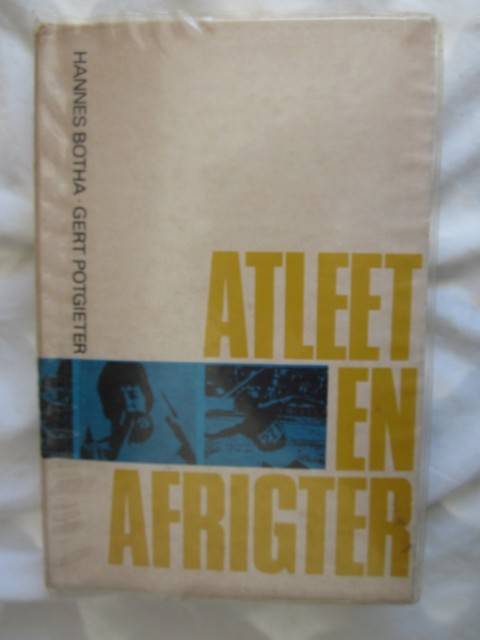 HANNES BOTHA · GERT POTGIETER
ATLEET
EN
AFRIGTER